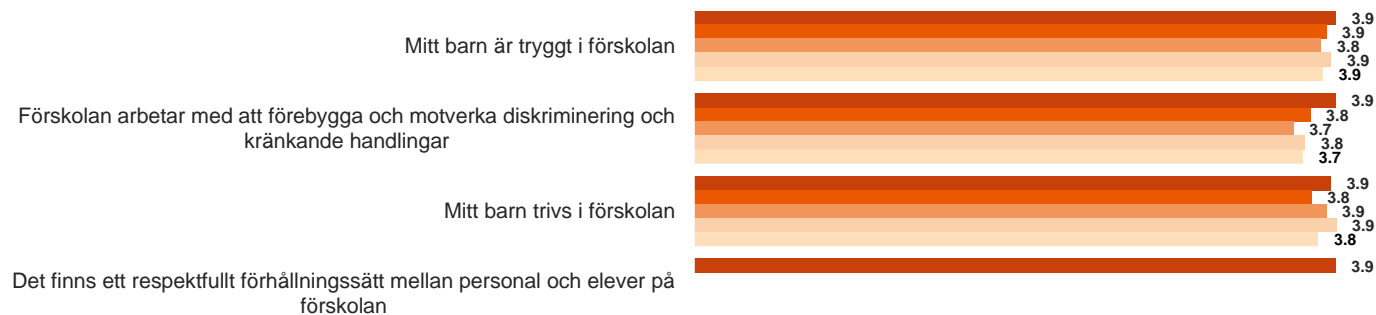 Mitt barn är tryggt i förskolan
3.9
3.9
3.8
3.9
3.9
Förskolan arbetar med att förebygga och motverka diskriminering och
kränkande handlingar
3.9
3.8
3.7
3.8
3.7
Mitt barn trivs i förskolan
3.9
3.8
3.9
3.9
3.8
Det finns ett respektfullt förhållningssätt mellan personal och elever på
förskolan
3.9